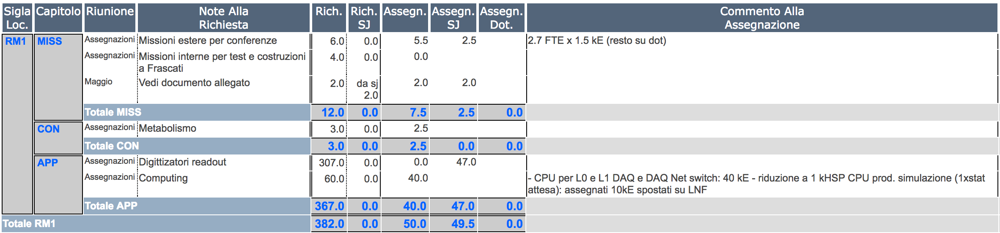 Sigla Loc. Capitolo Riunione Note Alla Richiesta Rich. Rich. SJ Assegn. Assegn. SJ Assegn. Dot. Commento Alla Assegnazione
RM1 MISS Assegnazioni Missioni estere per conferenze 6.0 0.0 5.5 2.5 2.7 FTE x 1.5 kE (resto su dot)
Assegnazioni Missioni interne per test e costruzioni 4.0 0.0 0.0
a Frascati
Maggio Vedi documento allegato 2.0 da sj 2.0 2.0
2.0
Totale MISS 12.0 0.0 7.5 2.5 0.0
CON Assegnazioni Metabolismo 3.0 0.0 2.5
Totale CON 3.0 0.0 2.5 0.0 0.0
APP Assegnazioni Digittizatori readout 307.0 0.0 0.0 47.0
Assegnazioni Computing 60.0 0.0 40.0 - CPU per L0 e L1 DAQ e DAQ Net switch: 40 kE - riduzione a 1 kHSP CPU prod. simulazione (1xstat
attesa): assegnati 10kE spostati su LNF
Totale APP 367.0 0.0 40.0 47.0 0.0
Totale RM1 382.0 0.0 50.0 49.5 0.0